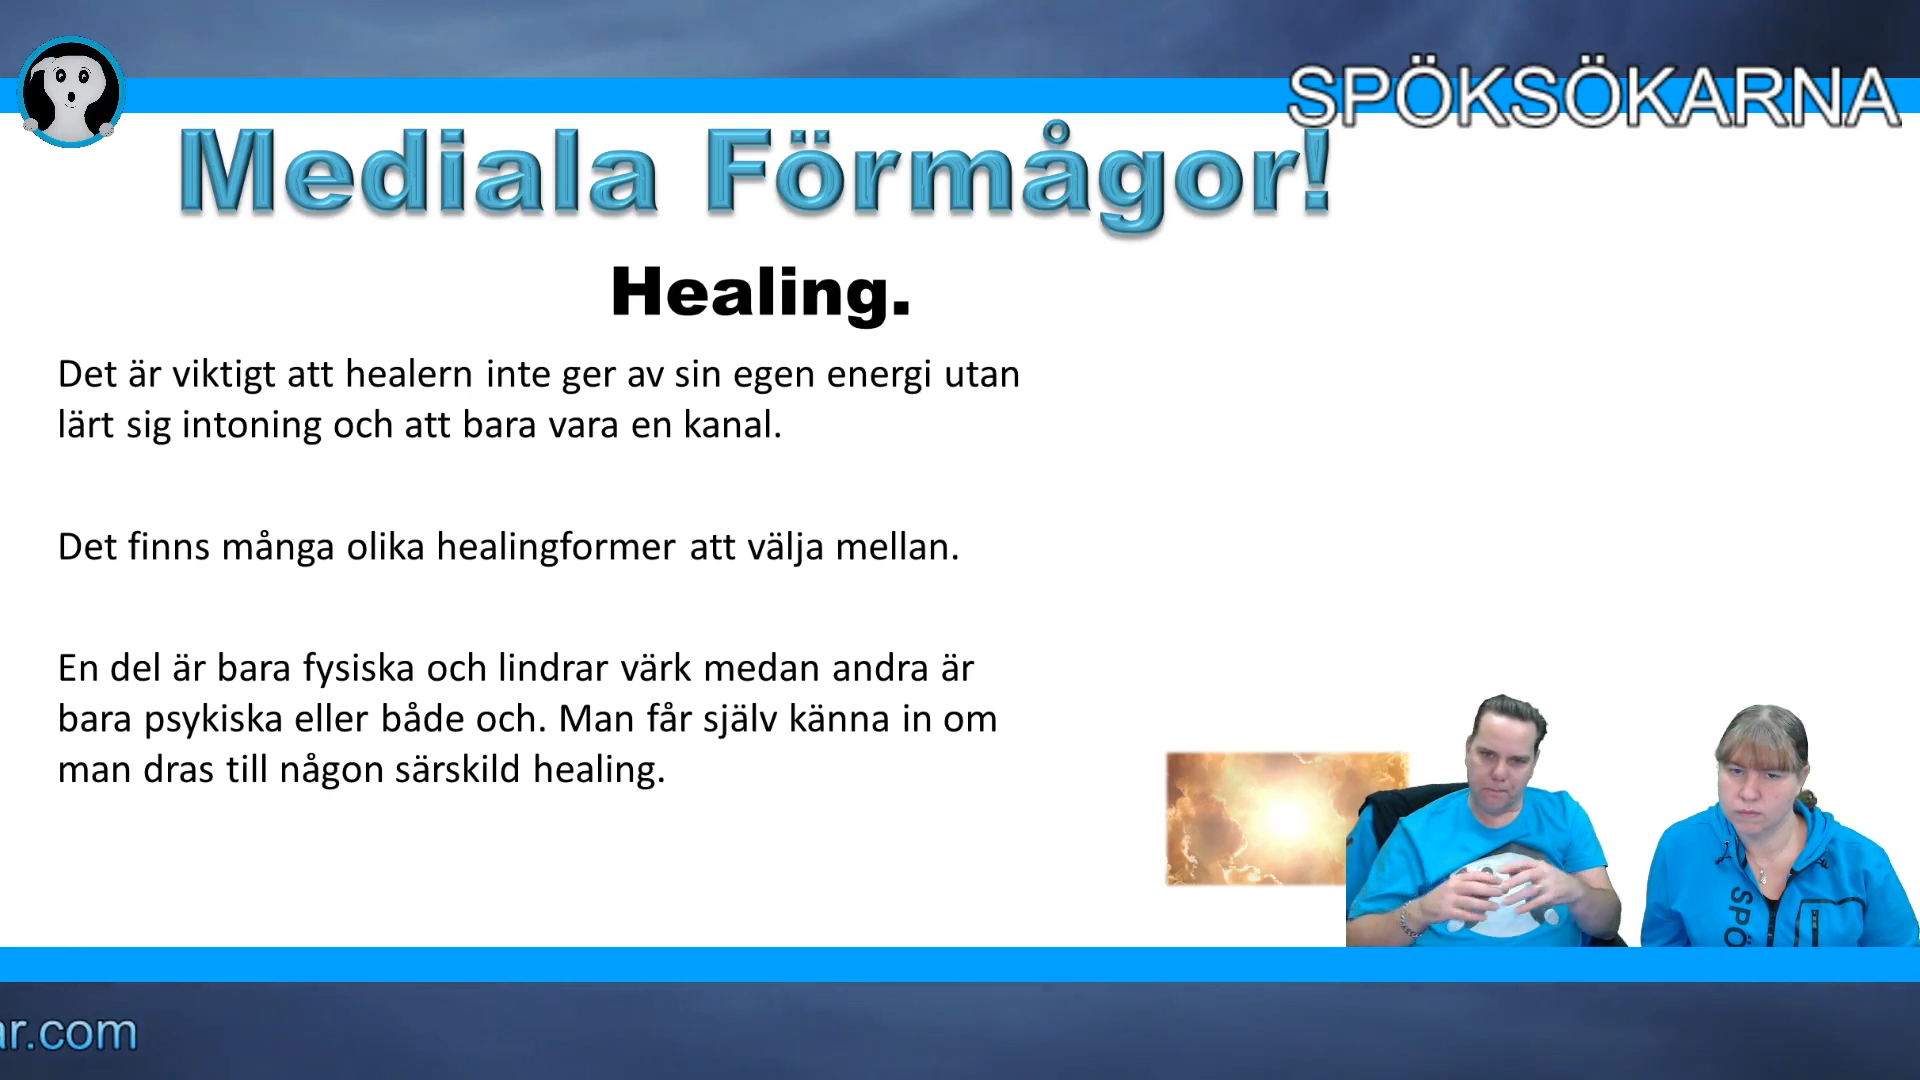 SPÖKSÖKARNA
Mediala Förmågor!
Healing.
Det är viktigt att healern inte ger av sin egen energi utan
lärt sig intoning och att bara vara en kanal.
Det finns många olika healingformer att välja mellan.
En del är bara fysiska och lindrar värk medan andra är
bara psykiska eller både och. Man får själv känna in om
man dras till någon särskild healing.
SPÖ
ar.com